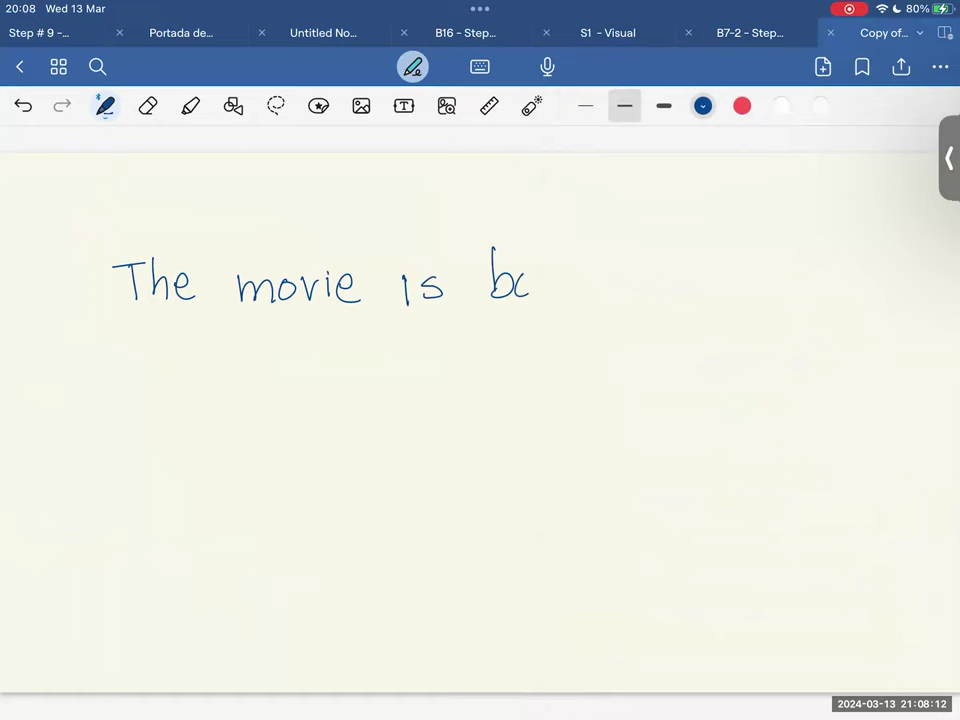 20:08 Wed 13 Mar
80%
Step # 9 -... Portada de... Untitled No... B16 - Step... S1 - Visual B7-2 - Step... Copy of...
The movie is bo
2024-03-13 21:08:12